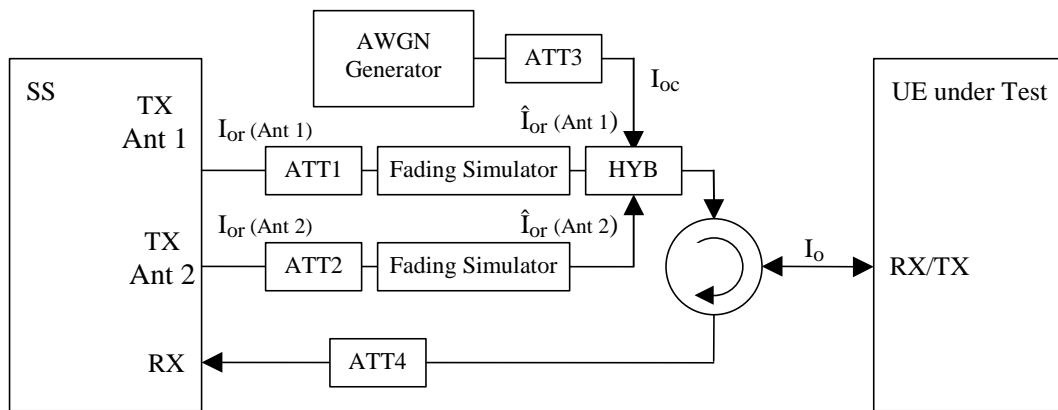 AWGN
Generator
ATT3
I_oc
SS
UE under Test
TX
Ant 1
I_or (Ant 1)
Î_or (Ant 1)
ATT1
Fading Simulator
HYB
I_or (Ant 2)
Î_or (Ant 2)
TX
Ant 2
ATT2
Fading Simulator
I_o
RX/TX
RX
ATT4